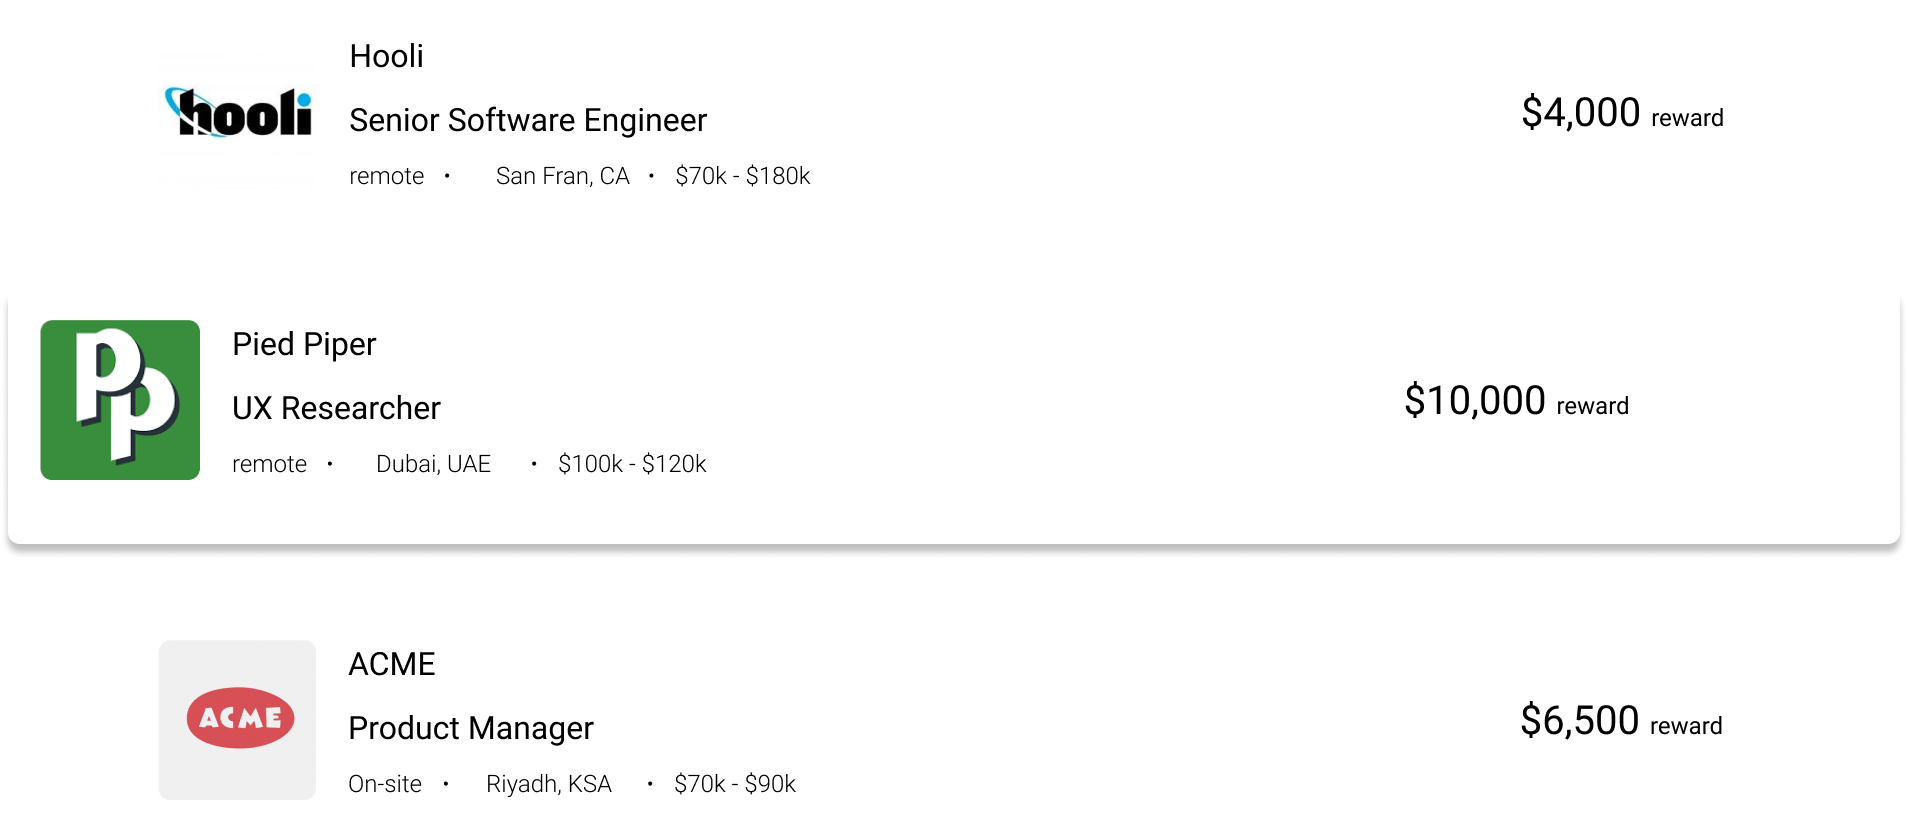 Hooli
hooli
Senior Software Engineer
remote • San Fran, CA • $70k - $180k
$4,000 reward
Pied Piper
PP
UX Researcher
remote • Dubai, UAE • $100k - $120k
$10,000 reward
ACME
ACME
Product Manager
On-site • Riyadh, KSA • $70k - $90k
$6,500 reward